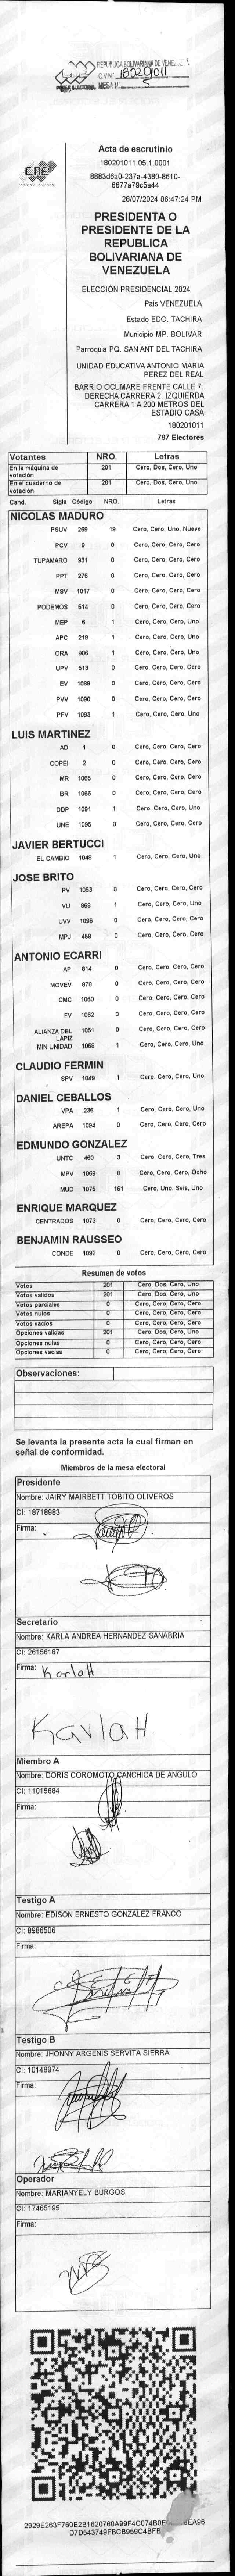 REPUBLICA BOLIVARIANA DE VENE
CNE
C.V.Nº 180201011
PODER ELECTORAL MESA 5
CNE
Acta de escrutinio
180201011.05.1.0001
8883d6a0-237a-4380-8610-
6677a79c5a44
28/07/2024 06:47:24 PM
PRESIDENTA O
PRESIDENTE DE LA
REPUBLICA
BOLIVARIANA DE
VENEZUELA
ELECCIÓN PRESIDENCIAL 2024
Pais VENEZUELA
Estado EDO. TACHIRA
Municipio MP. BOLIVAR
Parroquia PQ. SAN ANT DEL TACHIRA
UNIDAD EDUCATIVA ANTONIO MARIA
PEREZ DEL REAL
BARRIO OCUMARE FRENTE CALLE 7.
DERECHA CARRERA 2. IZQUIERDA
CARRERA 1 A 200 METROS DEL
ESTADIO CASA
180201011
797 Electores
Votantes NRO. Letras
En la máquina de votación 201 Cero, Dos, Cero, Uno
En el cuaderno de votación 201 Cero, Dos, Cero, Uno
Cand. Sigla Código NRO. Letras
NICOLAS MADURO
PSUV 269 19 Cero, Cero, Uno, Nueve
PCV 9 0 Cero, Cero, Cero, Cero
TUPAMARO 931 0 Cero, Cero, Cero, Cero
PPT 276 0 Cero, Cero, Cero, Cero
MSV 1017 0 Cero, Cero, Cero, Cero
PODEMOS 514 0 Cero, Cero, Cero, Cero
MEP 6 1 Cero, Cero, Cero, Uno
APC 219 1 Cero, Cero, Cero, Uno
ORA 906 1 Cero, Cero, Cero, Uno
UPV 513 0 Cero, Cero, Cero, Cero
EV 1089 0 Cero, Cero, Cero, Cero
PVV 1090 0 Cero, Cero, Cero, Cero
PFV 1093 1 Cero, Cero, Cero, Uno
LUIS MARTINEZ
AD 1 0 Cero, Cero, Cero, Cero
COPEI 2 0 Cero, Cero, Cero, Cero
MR 1055 0 Cero, Cero, Cero, Cero
BR 1066 0 Cero, Cero, Cero, Cero
DDP 1091 1 Cero, Cero, Cero, Uno
UNE 1095 0 Cero, Cero, Cero, Cero
JAVIER BERTUCCI
EL CAMBIO 1048 1 Cero, Cero, Cero, Uno
JOSE BRITO
PV 1053 0 Cero, Cero, Cero, Cero
VU 968 1 Cero, Cero, Cero, Uno
UVV 1096 0 Cero, Cero, Cero, Cero
MPJ 459 0 Cero, Cero, Cero, Cero
ANTONIO ECARRI
AP 814 0 Cero, Cero, Cero, Cero
MOVEV 878 0 Cero, Cero, Cero, Cero
CMC 1050 0 Cero, Cero, Cero, Cero
FV 1052 0 Cero, Cero, Cero, Cero
ALIANZA DEL LAPIZ 1051 0 Cero, Cero, Cero, Cero
MIN UNIDAD 1059 1 Cero, Cero, Cero, Uno
CLAUDIO FERMIN
SPV 1049 1 Cero, Cero, Cero, Uno
DANIEL CEBALLOS
VPA 236 1 Cero, Cero, Cero, Uno
AREPA 1094 0 Cero, Cero, Cero, Cero
EDMUNDO GONZALEZ
UNTC 460 3 Cero, Cero, Cero, Tres
MPV 1069 8 Cero, Cero, Cero, Ocho
MUD 1075 161 Cero, Uno, Seis, Uno
ENRIQUE MARQUEZ
CENTRADOS 1073 0 Cero, Cero, Cero, Cero
BENJAMIN RAUSSEO
CONDE 1092 0 Cero, Cero, Cero, Cero
Resumen de votos
Votos 201 Cero, Dos, Cero, Uno
Votos validos 201 Cero, Dos, Cero, Uno
Votos parciales 0 Cero, Cero, Cero, Cero
Votos nulos 0 Cero, Cero, Cero, Cero
Votos vacios 0 Cero, Cero, Cero, Cero
Opciones validas 201 Cero, Dos, Cero, Uno
Opciones nulas 0 Cero, Cero, Cero, Cero
Opciones vacias 0 Cero, Cero, Cero, Cero
Observaciones:
Se levanta la presente acta la cual firman en
señal de conformidad.
Miembros de la mesa electoral
Presidente
Nombre: JAIRY MAIRBETT TOBITO OLIVEROS
CI: 18718983
Firma:
Secretario
Nombre: KARLA ANDREA HERNANDEZ SANABRIA
CI: 26156187
Firma: Karla H
Karla H
Miembro A
Nombre: DORIS COROMOTO CANCHICA DE ANGULO
CI: 11015684
Firma:
Testigo A
Nombre: EDISON ERNESTO GONZALEZ FRANCO
CI: 8986506
Firma:
Testigo B
Nombre: JHONNY ARGENIS SERVITA SIERRA
CI: 10146974
Firma:
Operador
Nombre: MARIANYELY BURGOS
CI: 17465195
Firma:
2929E263F760E2B1620760A99F4C074B0E EA96
D7D543749FBCB959C4BFB